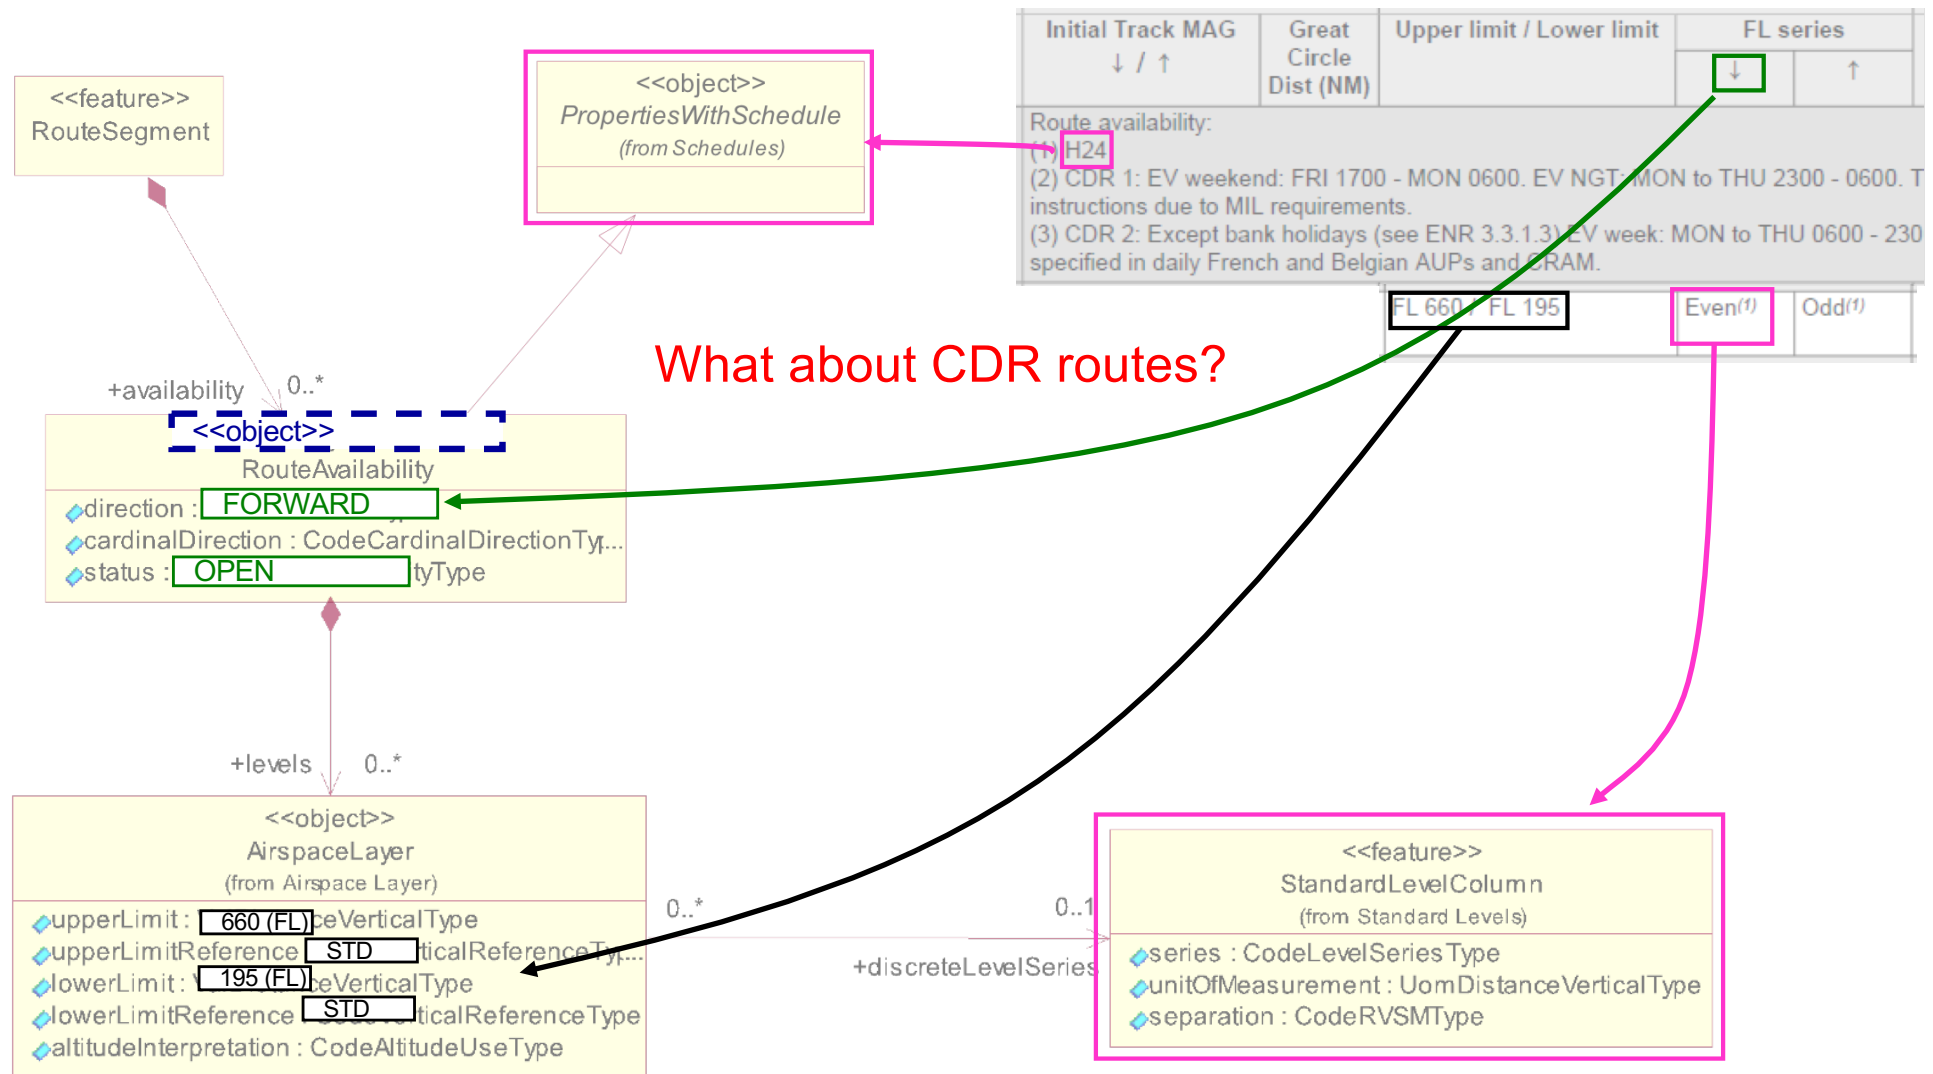 Initial Track MAG
↓ / ↑
Great
Circle
Dist (NM)
Upper limit / Lower limit
FL series
↓
↑
Route availability:
(1) H24
(2) CDR 1: EV weekend: FRI 1700 - MON 0600. EV NGT: MON to THU 2300 - 0600. T
instructions due to MIL requirements.
(3) CDR 2: Except bank holidays (see ENR 3.3.1.3) EV week: MON to THU 0600 - 230
specified in daily French and Belgian AUPs and CRAM.
FL 660 / FL 195
Even(1)
Odd(1)
<<feature>>
RouteSegment
<<object>>
PropertiesWithSchedule
(from Schedules)
What about CDR routes?
+availability
0..*
<<object>>
RouteAvailability
direction : FORWARD
cardinalDirection : CodeCardinalDirectionTy...
status : OPEN tyType
+levels
0..*
<<object>>
AirspaceLayer
(from Airspace Layer)
upperLimit : 660 (FL) ceVerticalType
upperLimitReference STD rticalReferenceTy...
lowerLimit : 195 (FL) ceVerticalType
lowerLimitReference STD ticalReferenceType
altitudeInterpretation : CodeAltitudeUseType
0..*
0..1
+discreteLevelSeries
<<feature>>
StandardLevelColumn
(from Standard Levels)
series : CodeLevelSeriesType
unitOfMeasurement : UomDistanceVerticalType
separation : CodeRVSMType